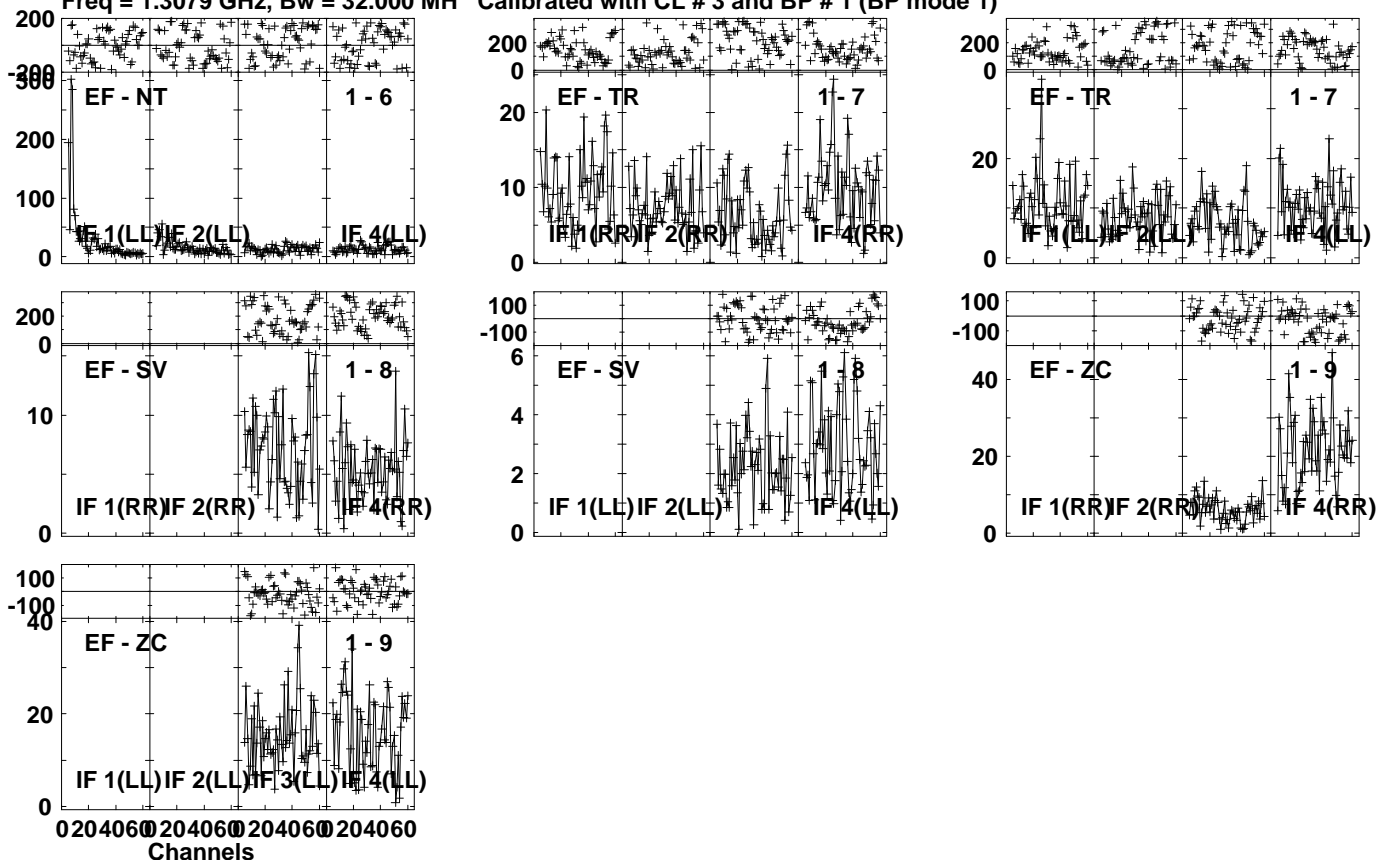 Freq = 1.3079 GHz, Bw = 32.000 MH Calibrated with CL # 3 and BP # 1 (BP mode 1)
200
-200
300
200
100
0
EF - NT
1 - 6
IF 1(LL)
IF 2(LL)
IF 4(LL)
200
0
20
10
0
EF - TR
1 - 7
IF 1(RR)
IF 2(RR)
IF 4(RR)
200
0
20
0
EF - TR
1 - 7
IF 1(LL)
IF 2(LL)
IF 4(LL)
200
0
10
0
EF - SV
1 - 8
IF 1(RR)
IF 2(RR)
IF 4(RR)
100
-100
6
4
2
0
EF - SV
1 - 8
IF 1(LL)
IF 2(LL)
IF 4(LL)
100
-100
40
20
0
EF - ZC
1 - 9
IF 1(RR)
IF 2(RR)
IF 4(RR)
100
-100
40
20
0
EF - ZC
1 - 9
IF 1(LL)
IF 2(LL)
IF 3(LL)
IF 4(LL)
0 20 40 60 0 20 40 60 0 20 40 60 0 20 40 60
Channels